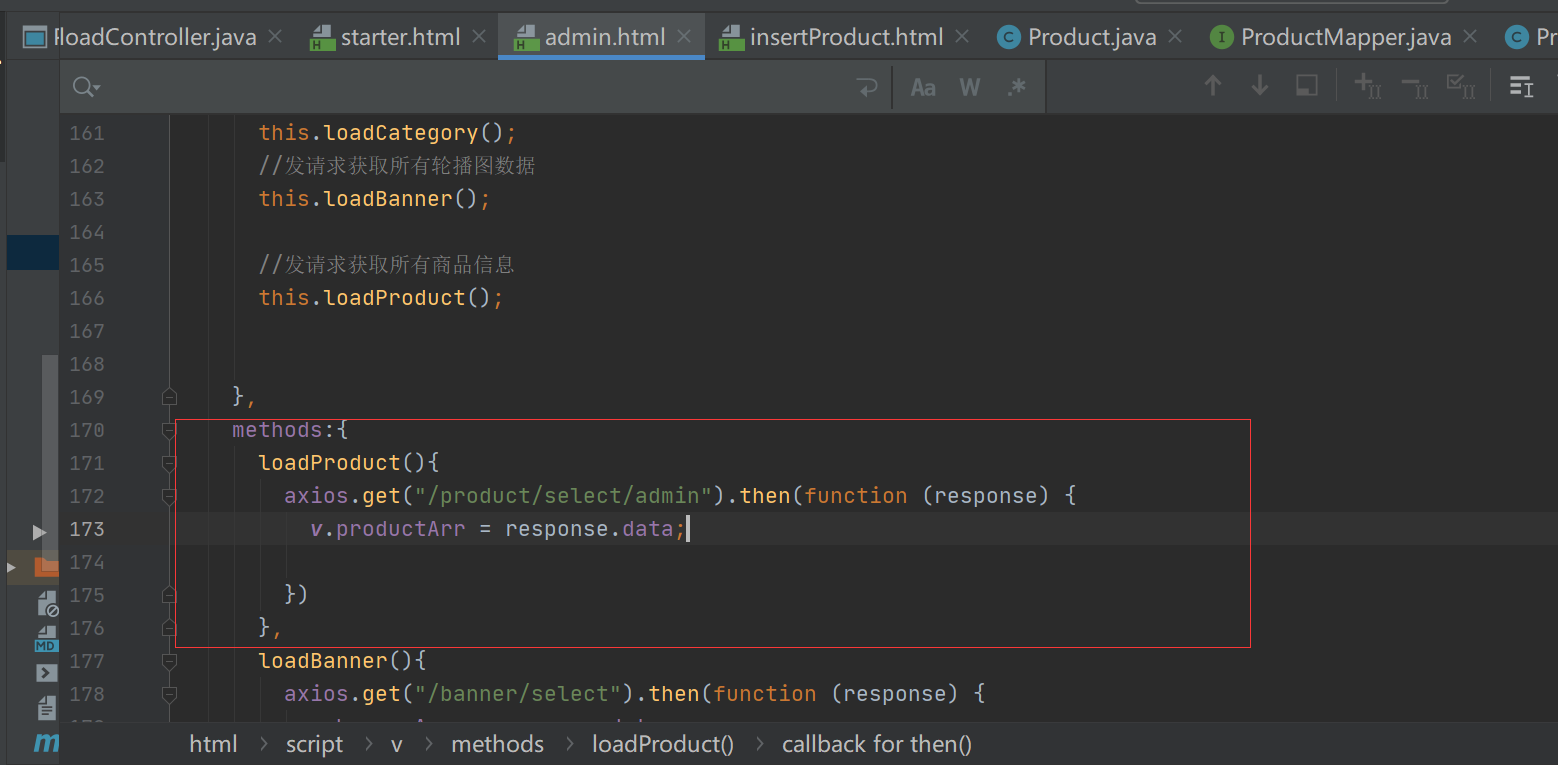 loadController.java starter.html admin.html insertProduct.html Product.java ProductMapper.java Pr
Aa W .*
161 this.loadCategory();
162 //发请求获取所有轮播图数据
163 this.loadBanner();
164
165 //发请求获取所有商品信息
166 this.loadProduct();
167
168
169 },
170 methods:{
171 loadProduct(){
172 axios.get("/product/select/admin").then(function (response) {
173 v.productArr = response.data;
174
175 })
176 },
177 loadBanner(){
178 axios.get("/banner/select").then(function (response) {
MD
m
html > script > v > methods > loadProduct() > callback for then()